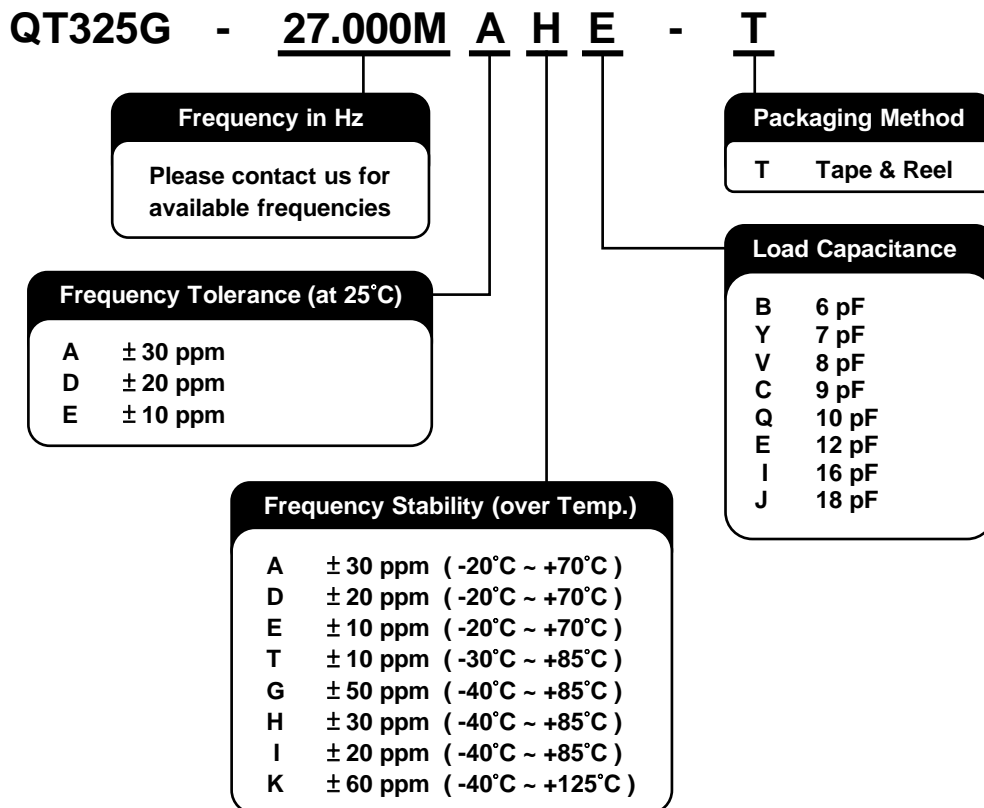 QT325G - 27.000M A H E - T
Frequency in Hz
Please contact us for
available frequencies
Packaging Method
T Tape & Reel
Load Capacitance
B 6 pF
Y 7 pF
V 8 pF
C 9 pF
Q 10 pF
E 12 pF
I 16 pF
J 18 pF
Frequency Tolerance (at 25˚C)
A ± 30 ppm
D ± 20 ppm
E ± 10 ppm
Frequency Stability (over Temp.)
A ± 30 ppm ( -20˚C ~ +70˚C )
D ± 20 ppm ( -20˚C ~ +70˚C )
E ± 10 ppm ( -20˚C ~ +70˚C )
T ± 10 ppm ( -30˚C ~ +85˚C )
G ± 50 ppm ( -40˚C ~ +85˚C )
H ± 30 ppm ( -40˚C ~ +85˚C )
I ± 20 ppm ( -40˚C ~ +85˚C )
K ± 60 ppm ( -40˚C ~ +125˚C )